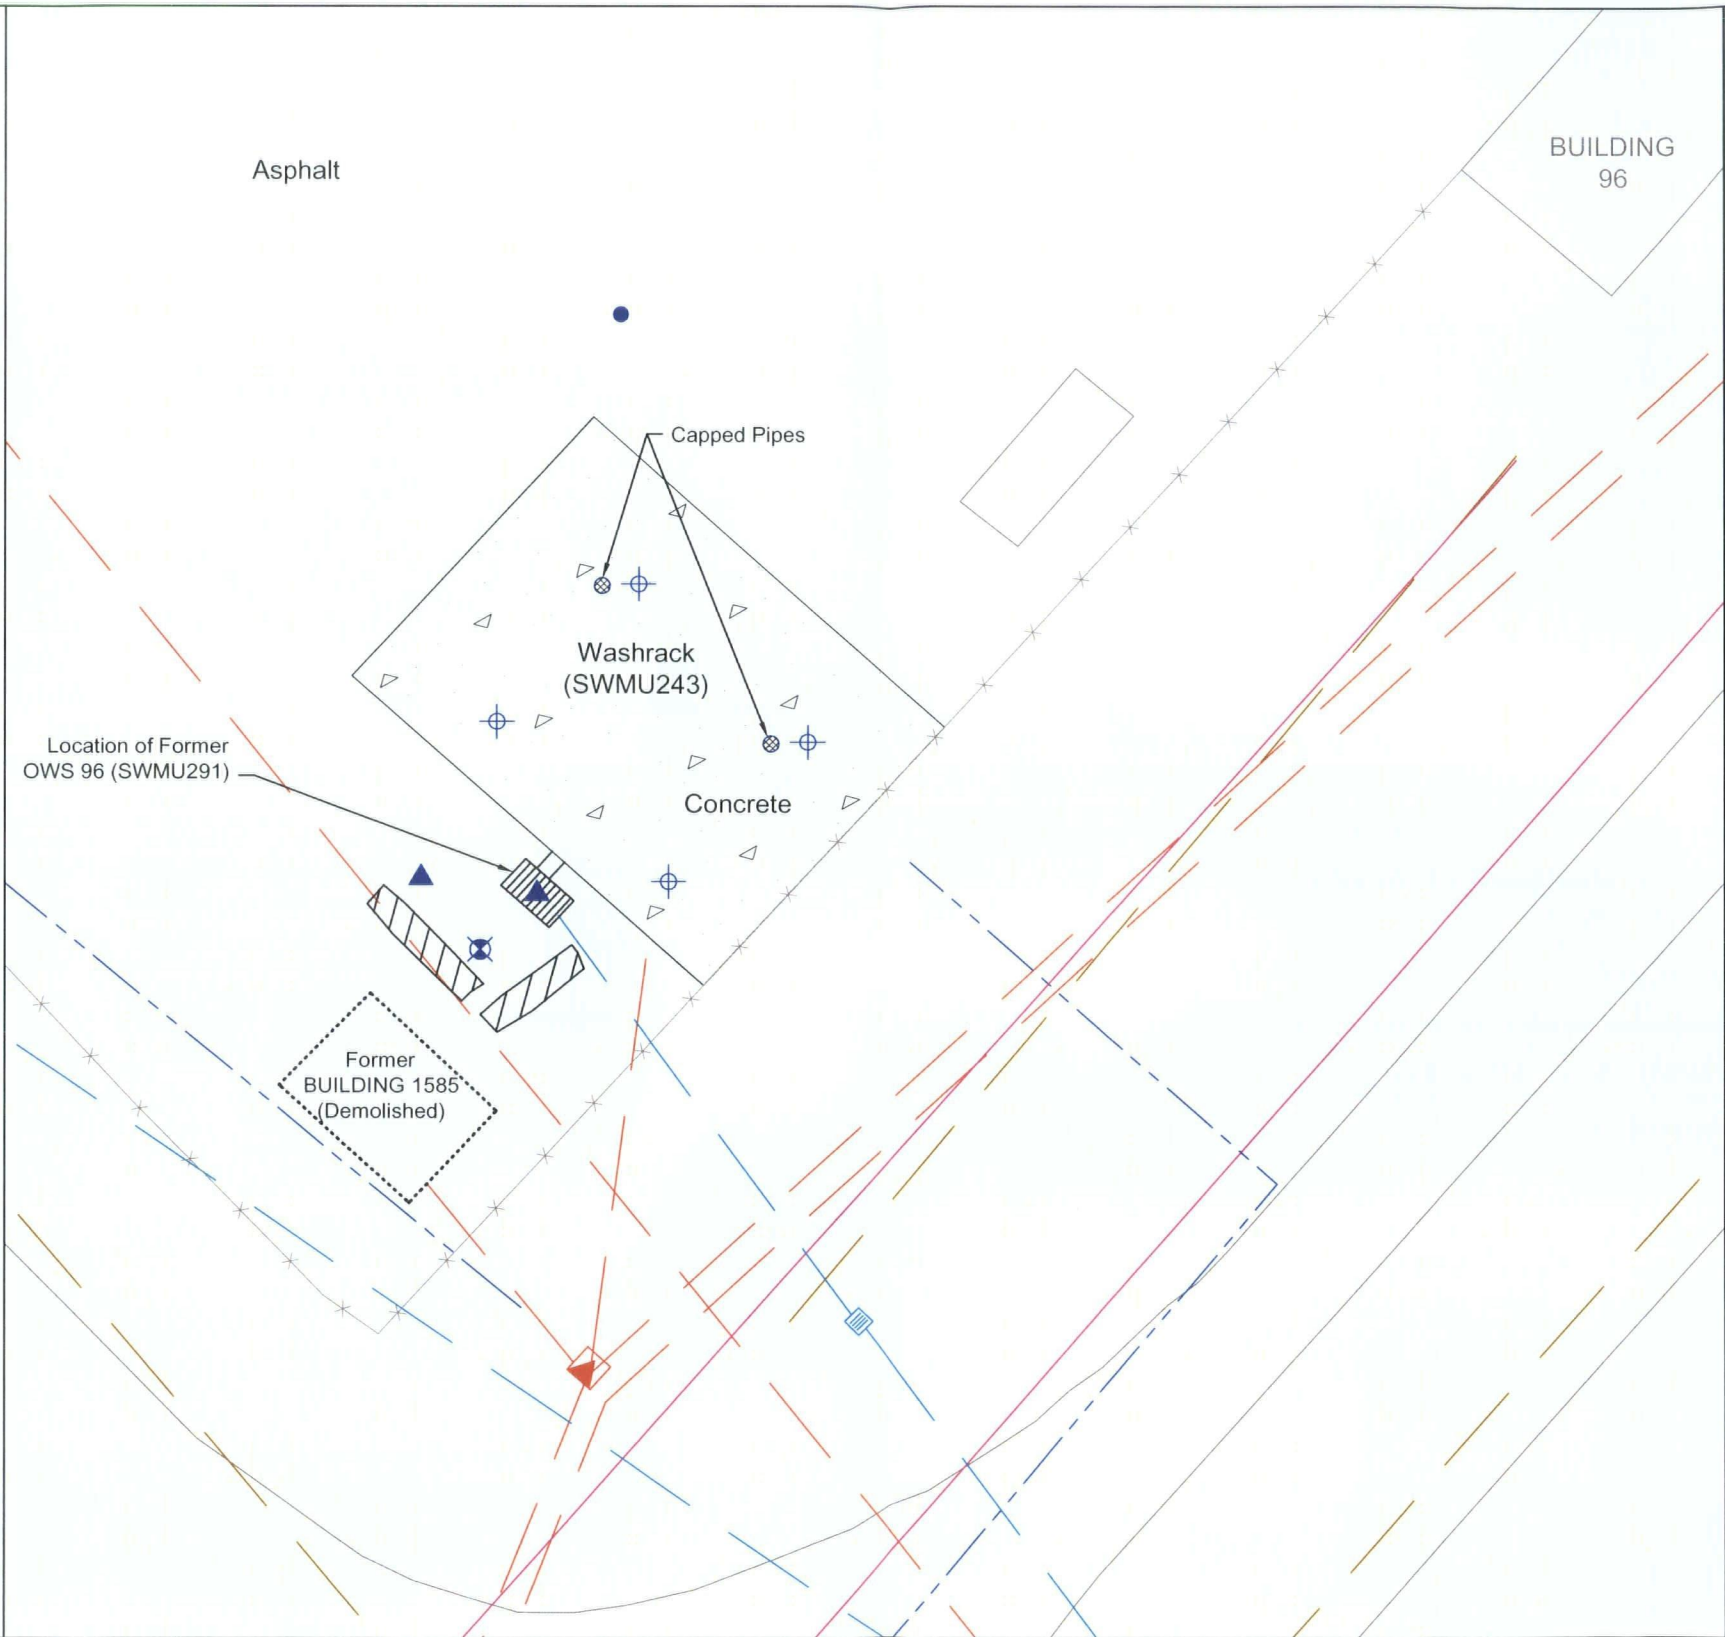 BUILDING
96
Asphalt
Capped Pipes
Washrack
(SWMU243)
Location of Former
OWS 96 (SWMU291)
Concrete
Former
BUILDING 1585
(Demolished)